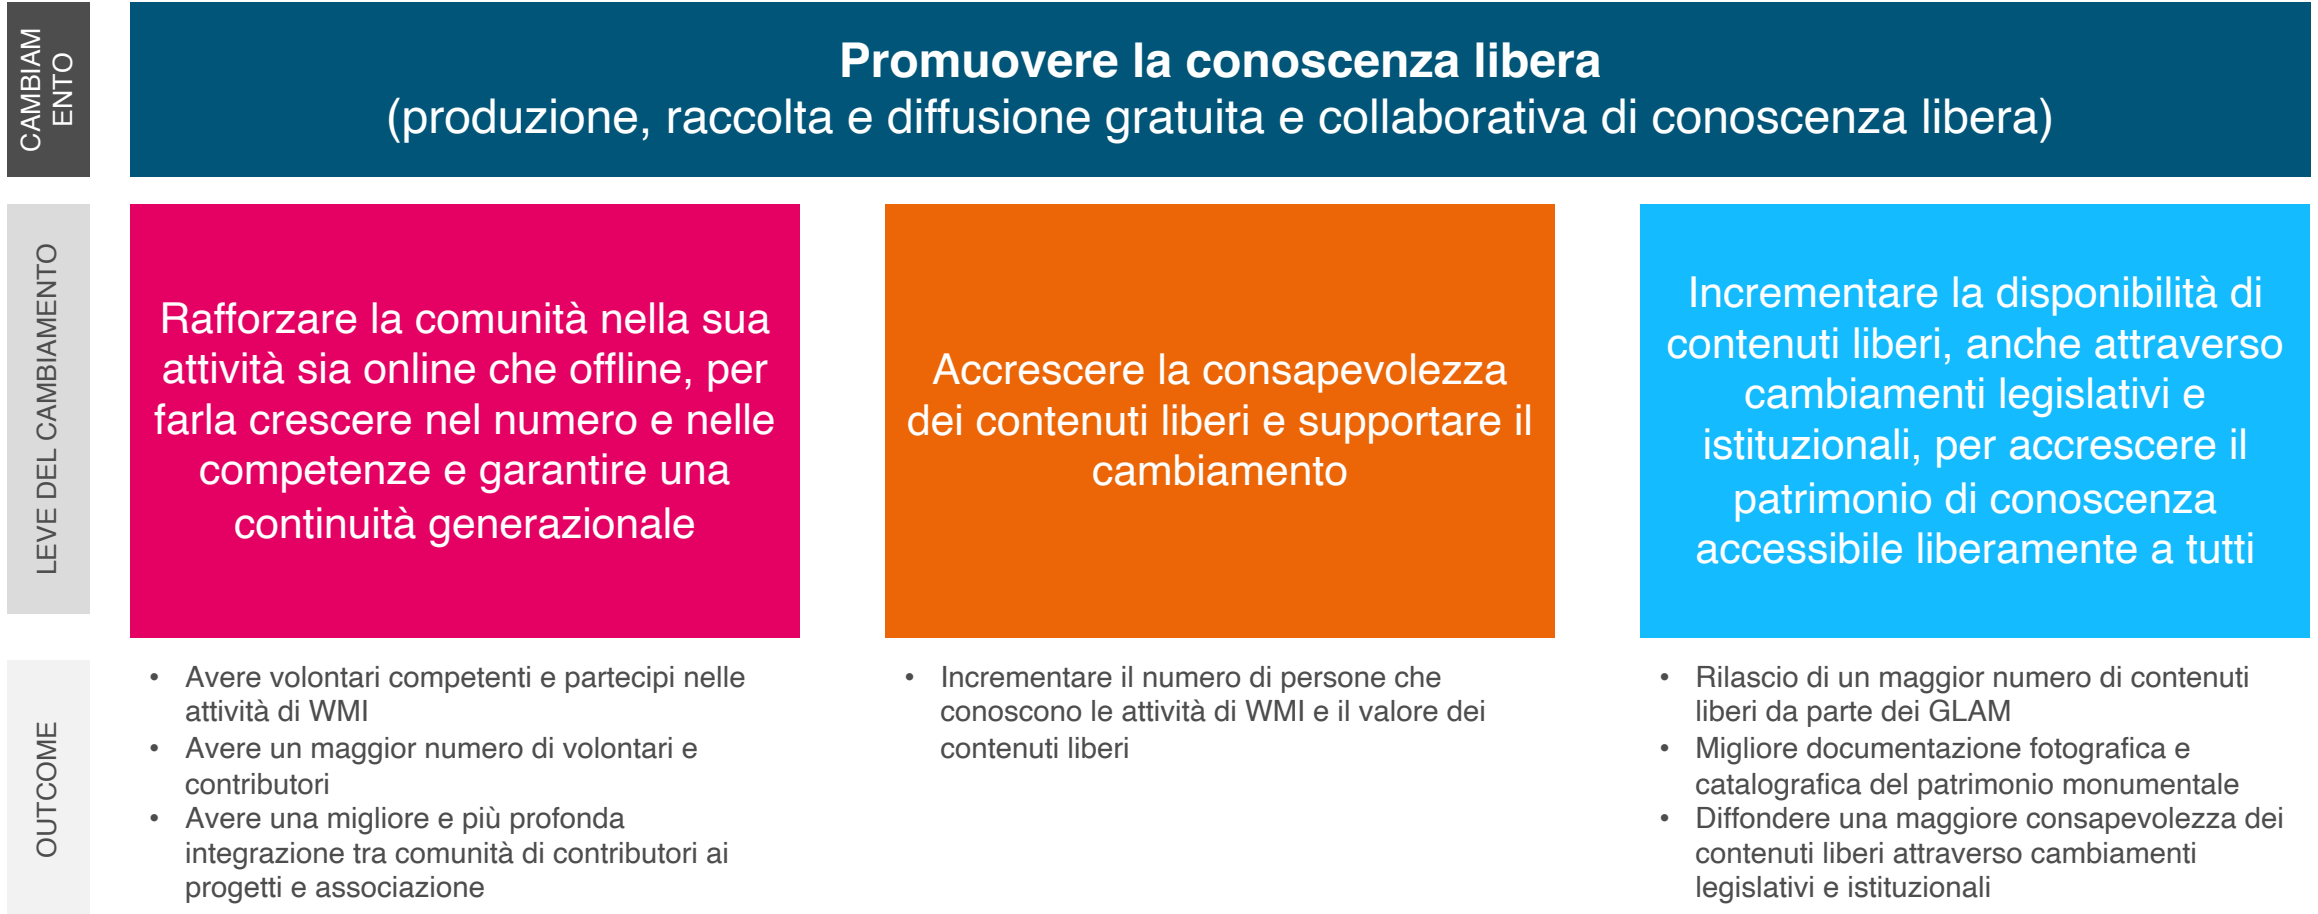 CAMBIAM
ENTO
Promuovere la conoscenza libera
(produzione, raccolta e diffusione gratuita e collaborativa di conoscenza libera)
LEVE DEL CAMBIAMENTO
Rafforzare la comunità nella sua
attività sia online che offline, per
farla crescere nel numero e nelle
competenze e garantire una
continuità generazionale
Accrescere la consapevolezza
dei contenuti liberi e supportare il
cambiamento
Incrementare la disponibilità di
contenuti liberi, anche attraverso
cambiamenti legislativi e
istituzionali, per accrescere il
patrimonio di conoscenza
accessibile liberamente a tutti
OUTCOME
• Avere volontari competenti e partecipi nelle
attività di WMI
• Avere un maggior numero di volontari e
contributori
• Avere una migliore e più profonda
integrazione tra comunità di contributori ai
progetti e associazione
• Incrementare il numero di persone che
conoscono le attività di WMI e il valore dei
contenuti liberi
• Rilascio di un maggior numero di contenuti
liberi da parte dei GLAM
• Migliore documentazione fotografica e
catalografica del patrimonio monumentale
• Diffondere una maggiore consapevolezza dei
contenuti liberi attraverso cambiamenti
legislativi e istituzionali